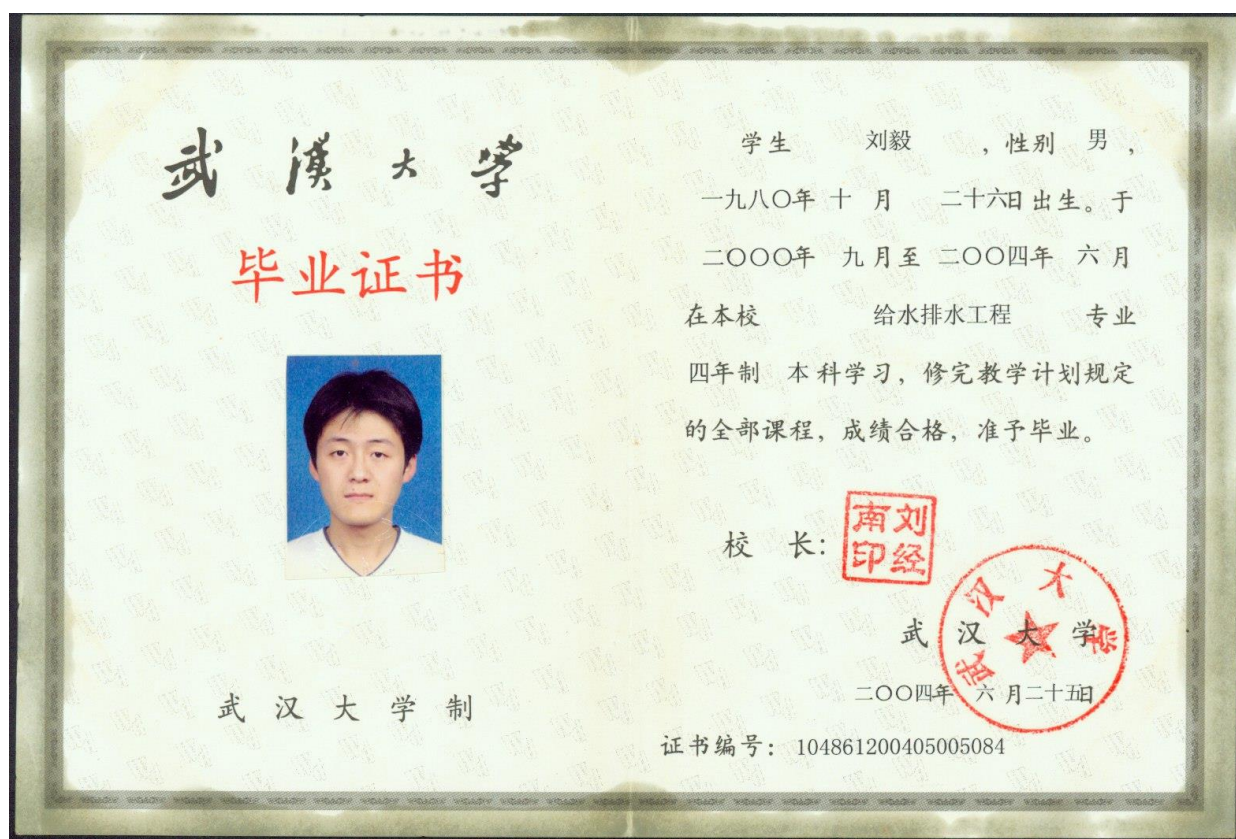 武漢大學
毕业证书
武汉大学制
学生 刘毅 ，性别 男 ，
一九八〇年 十 月 二十六日出生。于
二〇〇〇年 九月至 二〇〇四年 六月
在本校 给水排水工程 专业
四年制 本科学习，修完教学计划规定
的全部课程，成绩合格，准予毕业。
校 长：
刘经南印
武汉大学
武汉大学
二〇〇四年 六月二十五日
证书编号：104861200405005084